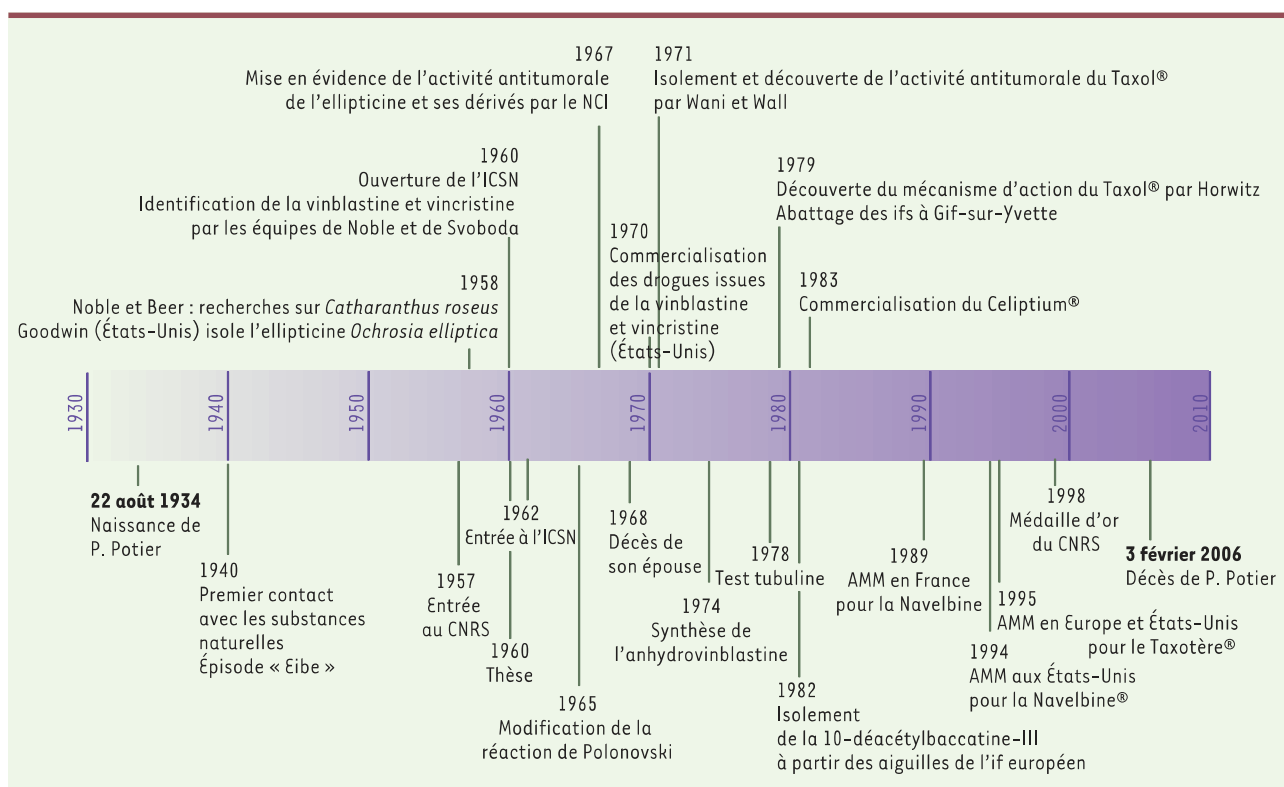 1967
Mise en évidence de l'activité antitumorale
de l'ellipticine et ses dérivés par le NCI
1971
Isolement et découverte de l'activité antitumorale du Taxol®
par Wani et Wall
1960
Ouverture de l'ICSN
Identification de la vinblastine et vincristine
par les équipes de Noble et de Svoboda
1979
Découverte du mécanisme d'action du Taxol® par Horwitz
Abattage des ifs à Gif-sur-Yvette
1970
Commercialisation
des drogues issues
de la vinblastine
et vincristine
(États-Unis)
1958
Noble et Beer : recherches sur Catharanthus roseus
Goodwin (États-Unis) isole l'ellipticine Ochrosia elliptica
1983
Commercialisation du Celiptium®
1930
1940
1950
1960
1970
1980
1990
2000
2010
22 août 1934
Naissance de
P. Potier
1940
Premier contact
avec les substances
naturelles
Épisode « Eibe »
1957
Entrée
au CNRS
1962
Entrée à l'ICSN
1960
Thèse
1965
Modification de la
réaction de Polonovski
1968
Décès de
son épouse
1974
Synthèse de
l'anhydrovinblastine
1978
Test tubuline
1982
Isolement
de la 10-déacétylbaccatine-III
à partir des aiguilles de l'if européen
1989
AMM en France
pour la Navelbine
1998
Médaille d'or
du CNRS
1995
AMM en Europe et États-Unis
pour le Taxotère®
1994
AMM aux États-Unis
pour la Navelbine®
3 février 2006
Décès de P. Potier